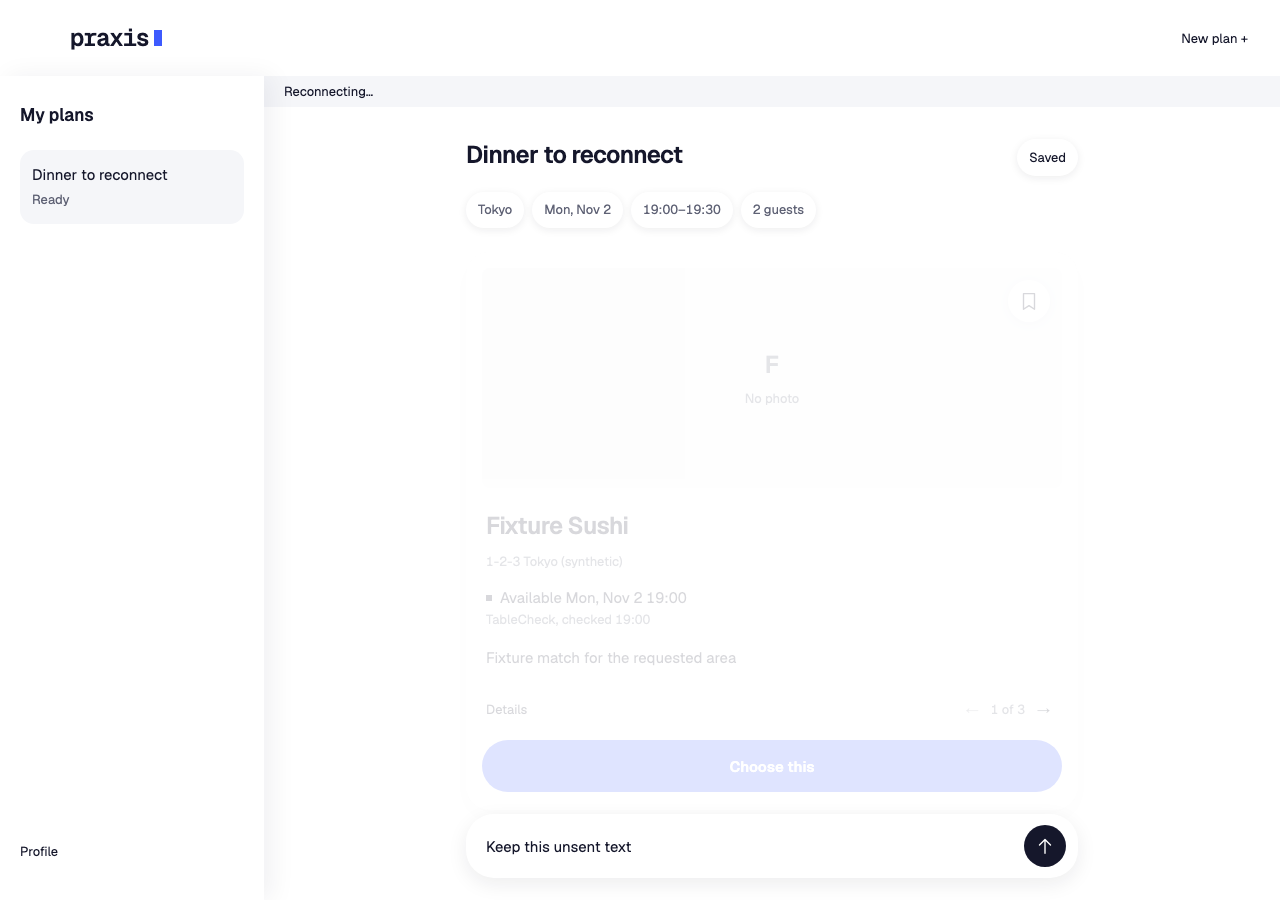 praxis
New plan +
Reconnecting…
My plans
Dinner to reconnect
Ready
Dinner to reconnect
Saved
Tokyo
Mon, Nov 2
19:00–19:30
2 guests
F
No photo
Fixture Sushi
1-2-3 Tokyo (synthetic)
Available Mon, Nov 2 19:00
TableCheck, checked 19:00
Fixture match for the requested area
Details
← 1 of 3 →
Choose this
Keep this unsent text
Profile